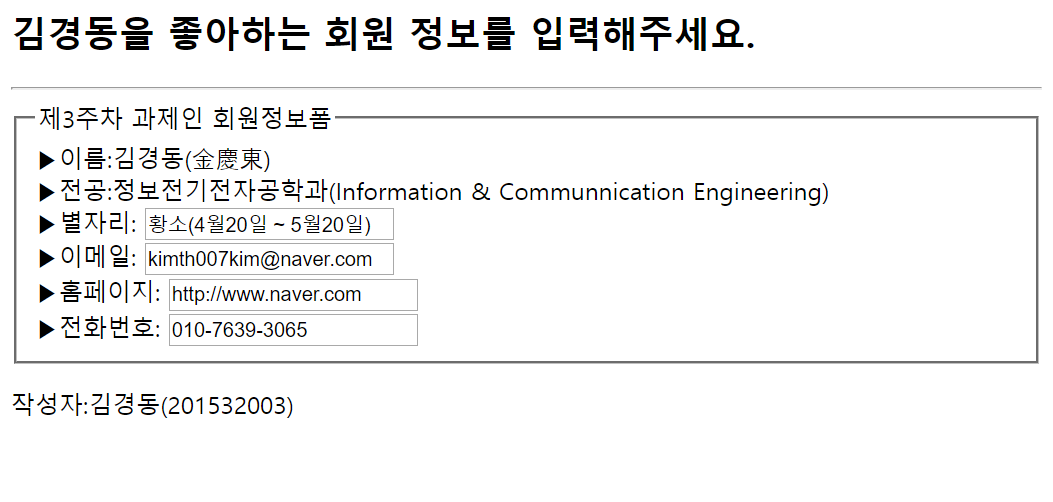 김경동을 좋아하는 회원 정보를 입력해주세요.
제3주차 과제인 회원정보폼
▶이름:김경동(金慶東)
▶전공:정보전기전자공학과(Information & Communnication Engineering)
▶별자리: 황소(4월20일 ~ 5월20일)
▶이메일: kimth007kim@naver.com
▶홈페이지: http://www.naver.com
▶전화번호: 010-7639-3065
작성자:김경동(201532003)